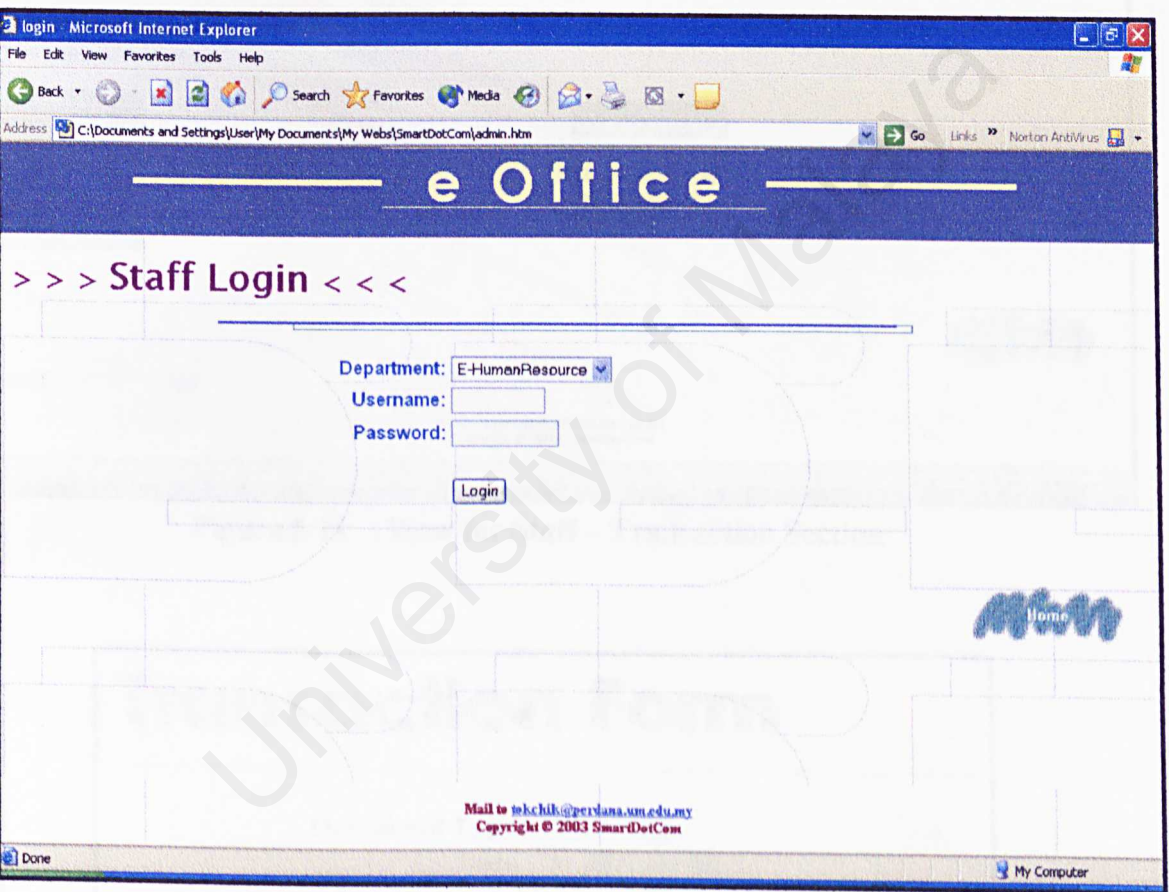 login - Microsoft Internet Explorer
File Edit View Favorites Tools Help
Back Search Favorites Media
Address C:\Documents and Settings\User\My Documents\My Webs\SmartDotCom\admin.htm Go Links » Norton AntiVirus
e Office
> > > Staff Login < < <
Department: E-HumanResource
Username:
Password:
Login
Home
Mail to tokchik@perdana.um.edu.my
Copyright © 2003 SmartDotCom
Done My Computer
University of Malaya